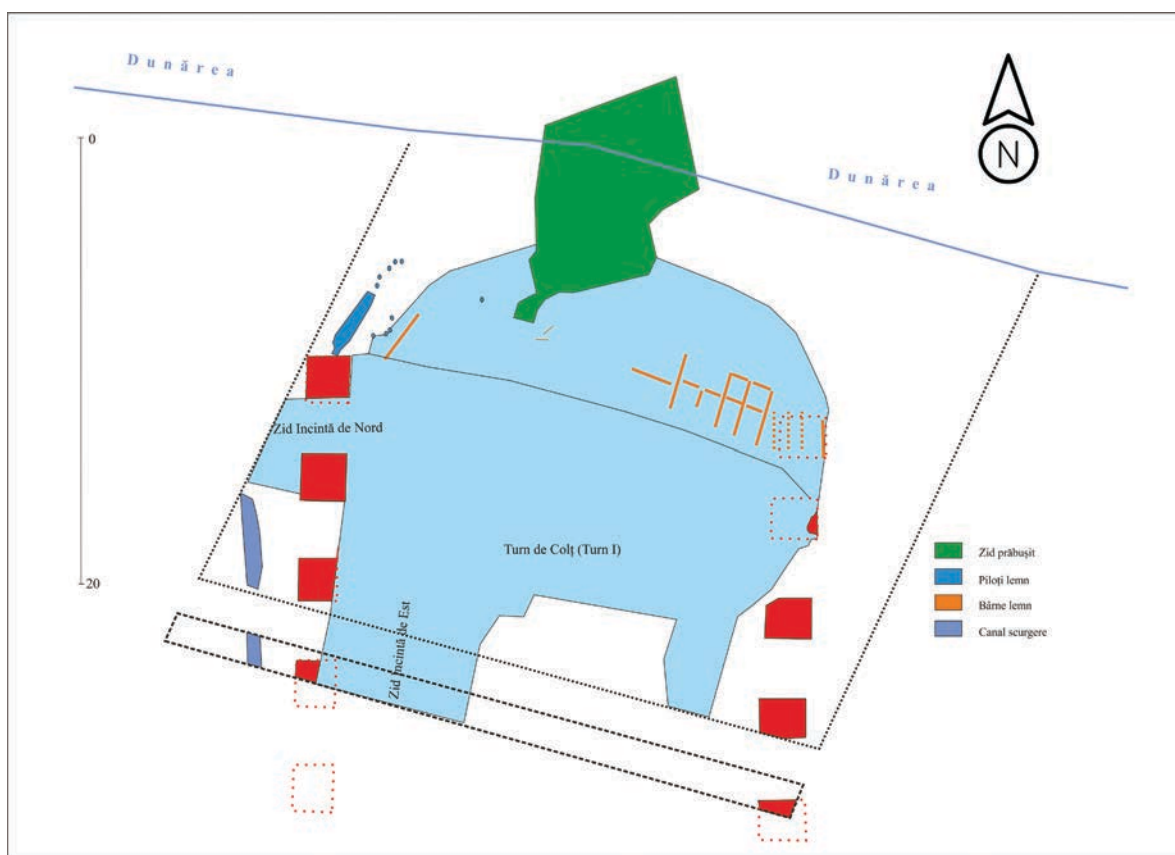 Dunărea
0
N
Dunărea
Zid Incintă de Nord
Turn de Colț (Turn I)
Zid Incintă de Est
20
Zid prăbușit
Piloți lemn
Bârne lemn
Canal scurgere